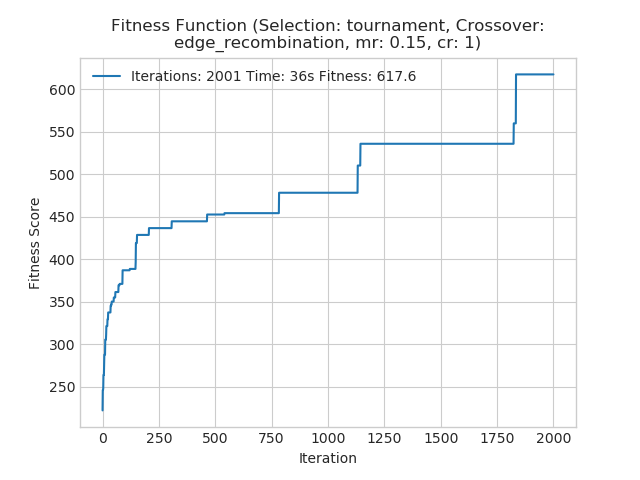 Fitness Function (Selection: tournament, Crossover:
edge_recombination, mr: 0.15, cr: 1)
Iterations: 2001 Time: 36s Fitness: 617.6
600
550
500
450
400
350
300
250
Fitness Score
0 250 500 750 1000 1250 1500 1750 2000
Iteration